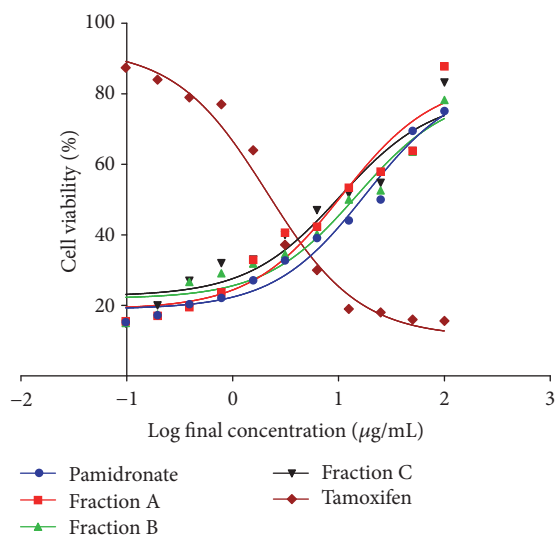 100
80
60
40
20
Cell viability (%)
−2 −1 0 1 2 3
Log final concentration (μg/mL)
Pamidronate
Fraction A
Fraction B
Fraction C
Tamoxifen